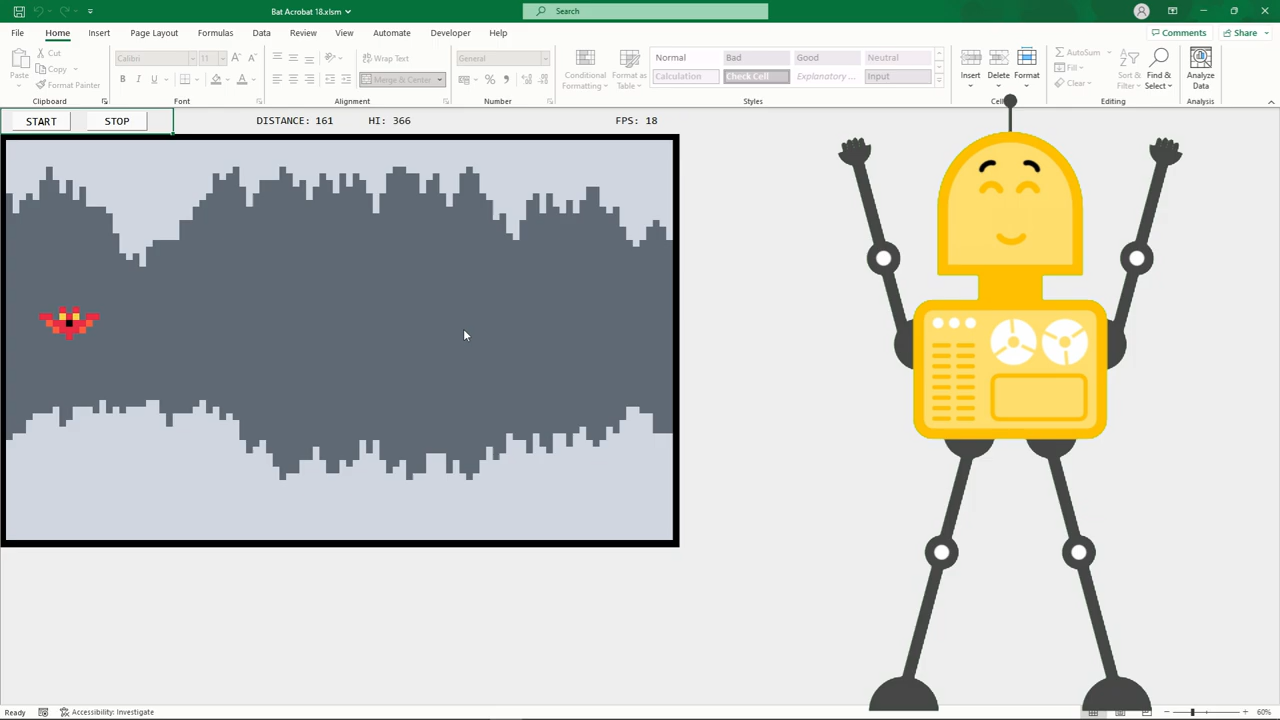 Bat Acrobat 18.xlsm
Search
File Home Insert Page Layout Formulas Data Review View Automate Developer Help
Comments Share
Paste
Cut
Copy
Format Painter
Clipboard
Calibri 11
B I U
A
Font
Wrap Text
Merge & Center
Alignment
General
%
Number
Conditional Formatting
Format as Table
Normal Bad Good Neutral
Calculation Check Cell Explanatory ... Input
Styles
Insert Delete Format
Cells
AutoSum
Fill
Clear
Sort & Filter
Find & Select
Editing
Analyze Data
Analysis
START STOP DISTANCE: 161 HI: 366 FPS: 18
Ready Accessibility: Investigate 60%